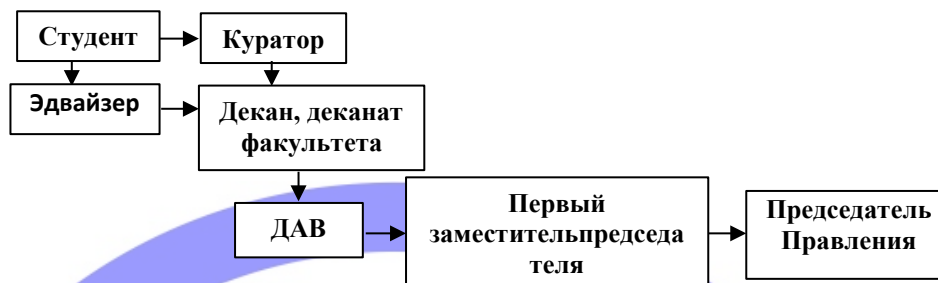 Студент
Куратор
Эдвайзер
Декан, деканат
факультета
ДАВ
Первый
заместительпредседа
теля
Председатель
Правления